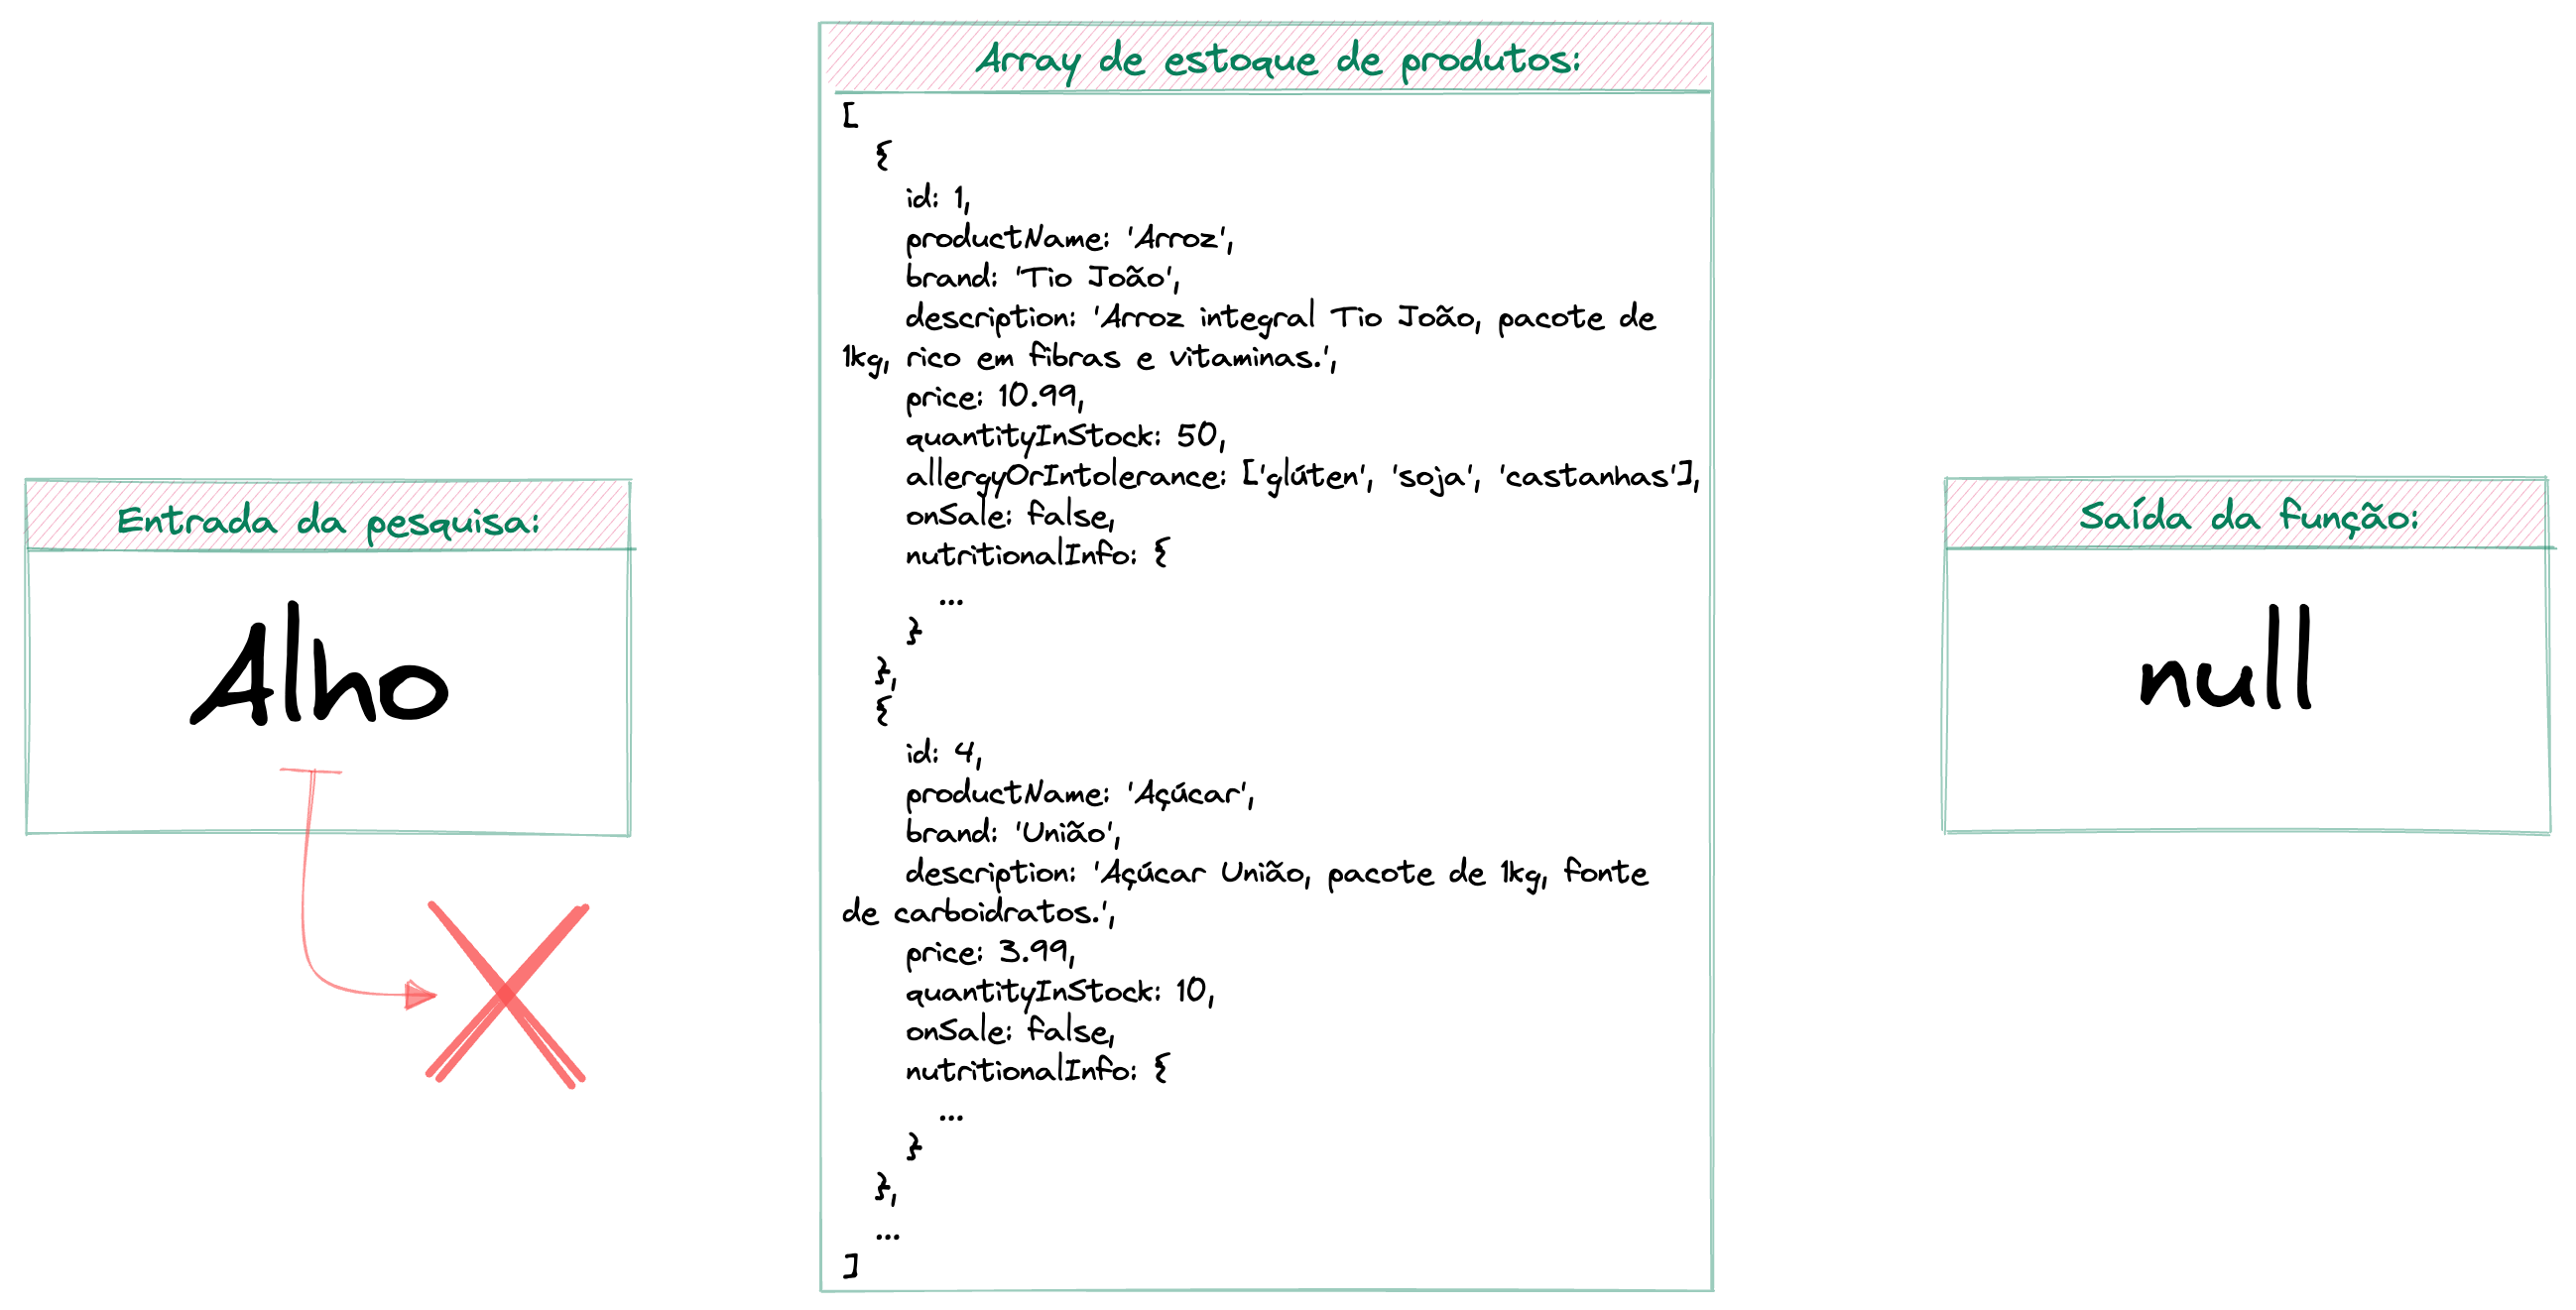 Entrada da pesquisa:
Alho
Array de estoque de produtos:
[
{
id: 1,
productName: 'Arroz',
brand: 'Tio João',
description: 'Arroz integral Tio João, pacote de
1kg, rico em fibras e vitaminas.',
price: 10.99,
quantityInStock: 50,
allergyOrIntolerance: ['glúten', 'soja', 'castanhas'],
onSale: false,
nutritionalInfo: {
...
}
},
{
id: 4,
productName: 'Açúcar',
brand: 'União',
description: 'Açúcar União, pacote de 1kg, fonte
de carboidratos.',
price: 3.99,
quantityInStock: 10,
onSale: false,
nutritionalInfo: {
...
}
},
...
]
Saída da função:
null